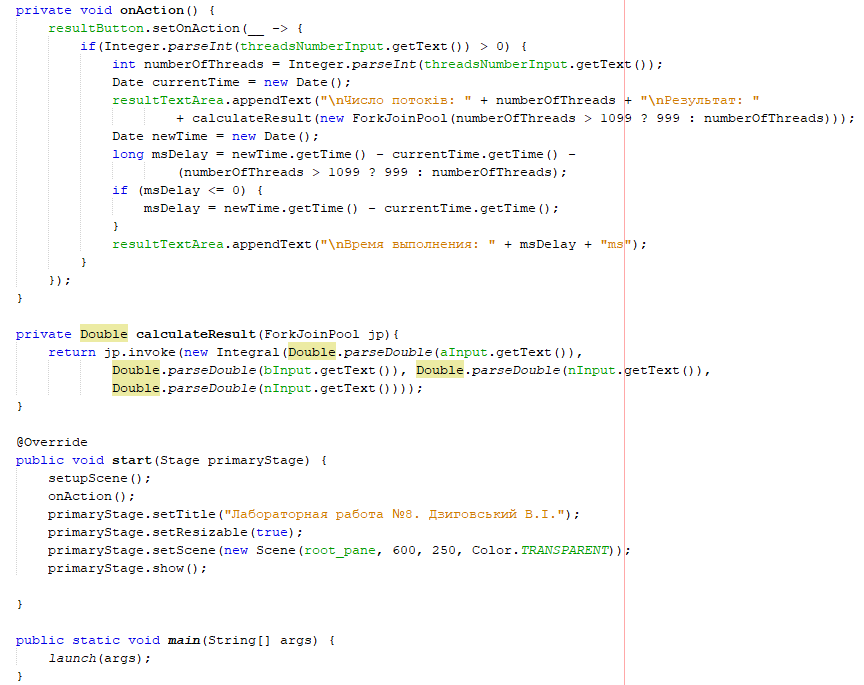 private void onAction() {
resultButton.setOnAction(__ -> {
if(Integer.parseInt(threadsNumberInput.getText()) > 0) {
int numberOfThreads = Integer.parseInt(threadsNumberInput.getText());
Date currentTime = new Date();
resultTextArea.appendText("\nЧисло потоків: " + numberOfThreads + "\nРезультат: "
+ calculateResult(new ForkJoinPool(numberOfThreads > 1099 ? 999 : numberOfThreads)));
Date newTime = new Date();
long msDelay = newTime.getTime() - currentTime.getTime() -
(numberOfThreads > 1099 ? 999 : numberOfThreads);
if (msDelay <= 0) {
msDelay = newTime.getTime() - currentTime.getTime();
}
resultTextArea.appendText("\nВремя выполнения: " + msDelay + "ms");
}
});
}
private Double calculateResult(ForkJoinPool jp){
return jp.invoke(new Integral(Double.parseDouble(aInput.getText()),
Double.parseDouble(bInput.getText()), Double.parseDouble(nInput.getText()),
Double.parseDouble(nInput.getText())));
}
@Override
public void start(Stage primaryStage) {
setupScene();
onAction();
primaryStage.setTitle("Лабораторная работа №8. Дзиговський В.І.");
primaryStage.setResizable(true);
primaryStage.setScene(new Scene(root_pane, 600, 250, Color.TRANSPARENT));
primaryStage.show();
}
public static void main(String[] args) {
launch(args);
}